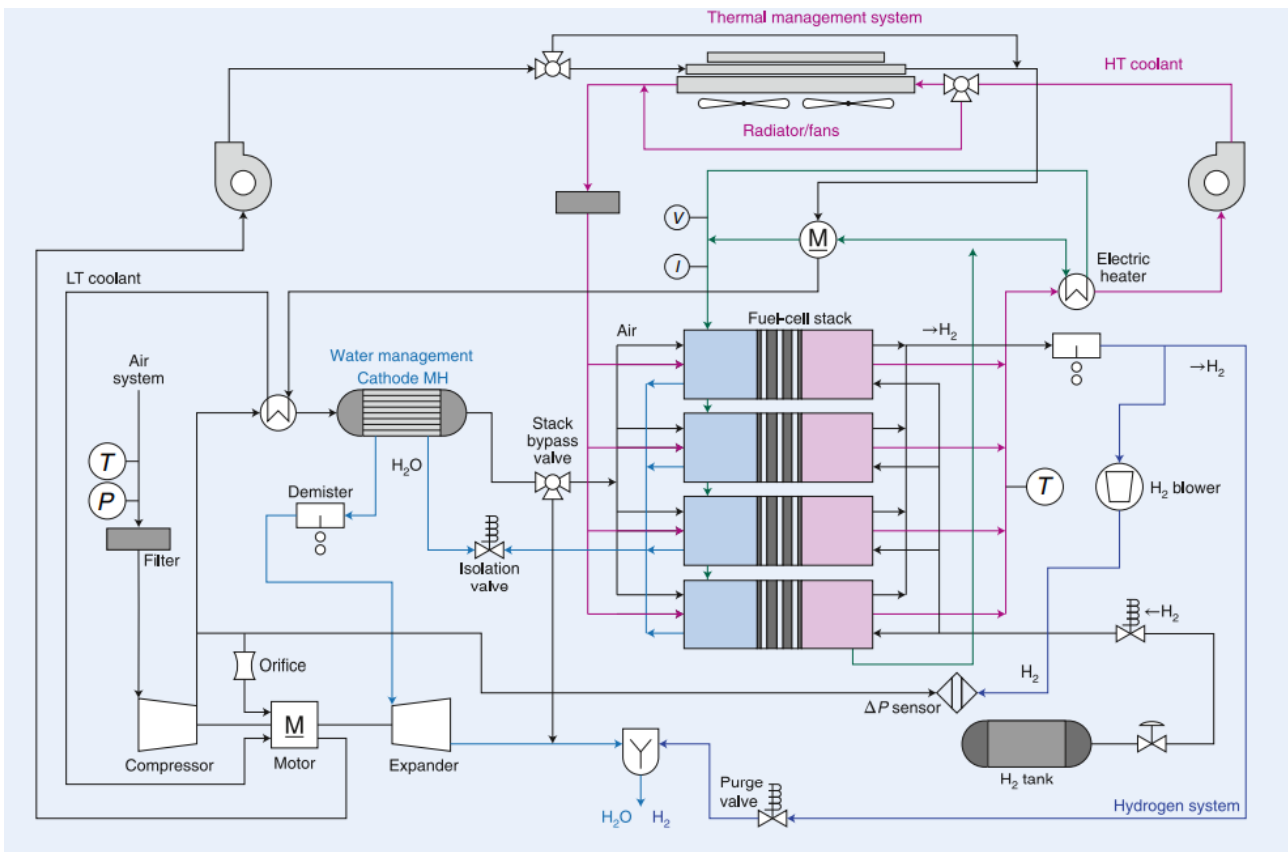 Thermal management system
HT coolant
Radiator/fans
V
M
I
Electric
heater
LT coolant
Air
Fuel-cell stack
→H₂
→H₂
Air
system
Water management
Cathode MH
Stack
bypass
valve
T
P
H₂O
Demister
T
H₂ blower
Filter
Isolation
valve
←H₂
Orifice
H₂
ΔP sensor
M
Compressor
Motor
Expander
H₂ tank
Purge
valve
H₂O
H₂
Hydrogen system